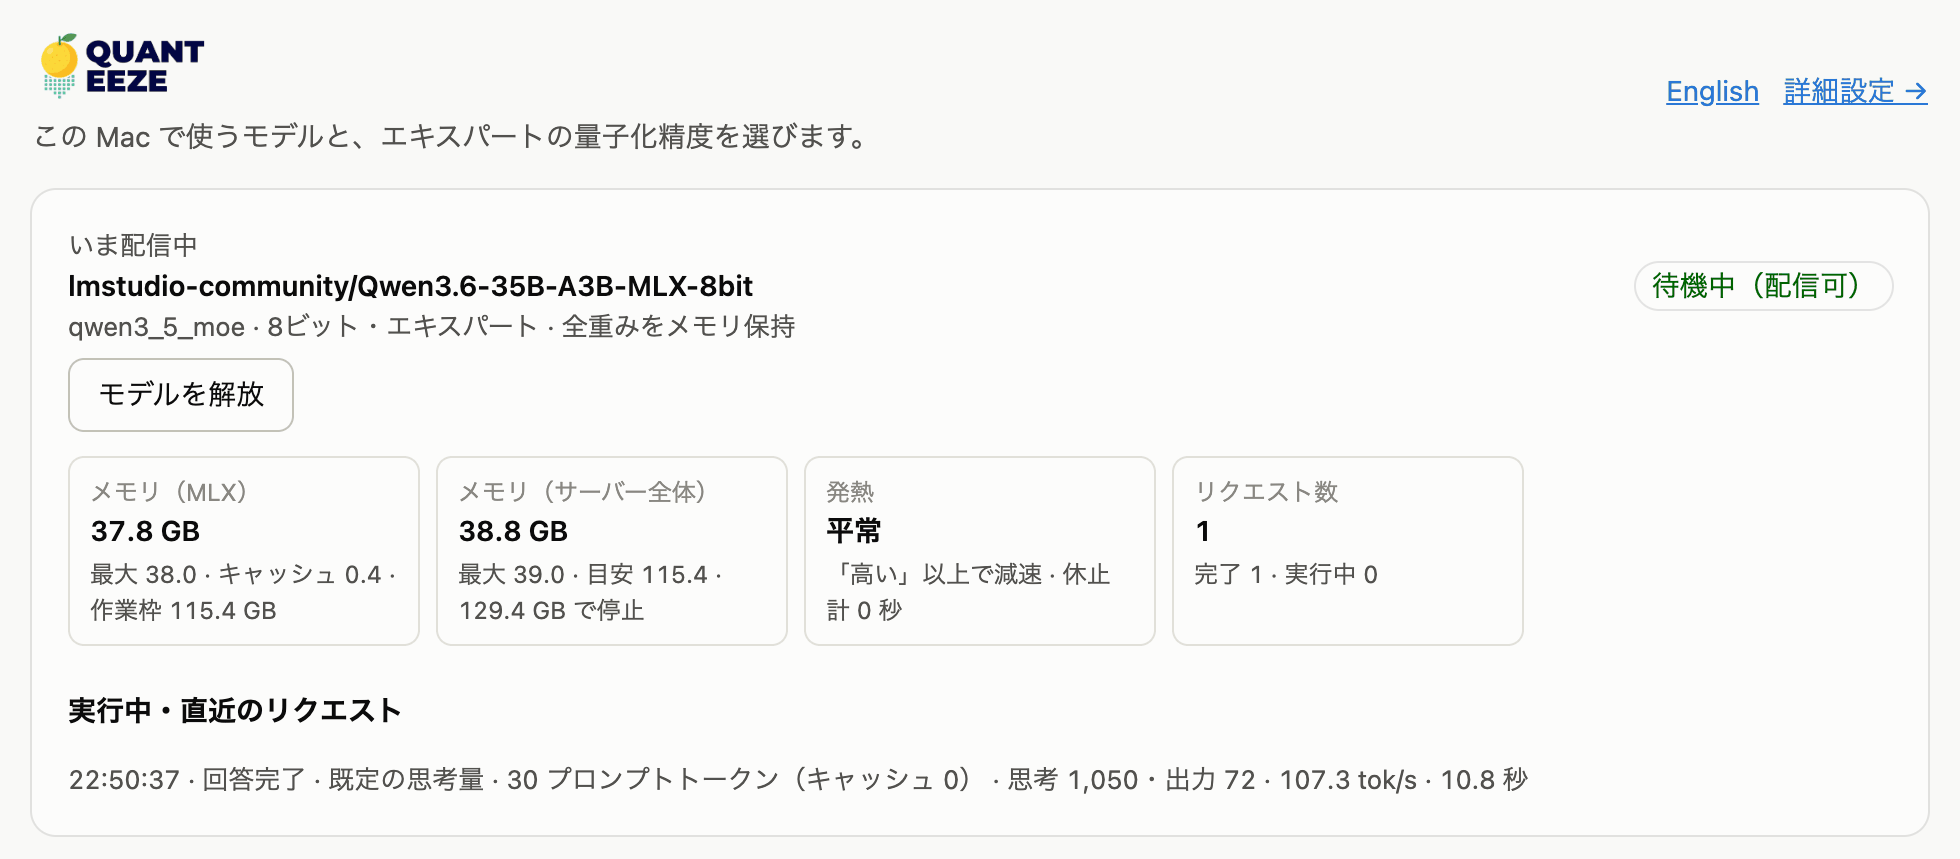 QUANT
EEZE
English 詳細設定 →
この Mac で使うモデルと、エキスパートの量子化精度を選びます。
いま配信中
lmstudio-community/Qwen3.6-35B-A3B-MLX-8bit
待機中（配信可）
qwen3_5_moe · 8ビット・エキスパート · 全重みをメモリ保持
モデルを解放
メモリ（MLX）
37.8 GB
最大 38.0 · キャッシュ 0.4 ·
作業枠 115.4 GB
メモリ（サーバー全体）
38.8 GB
最大 39.0 · 目安 115.4 ·
129.4 GB で停止
発熱
平常
「高い」以上で減速 · 休止
計 0 秒
リクエスト数
1
完了 1 · 実行中 0
実行中・直近のリクエスト
22:50:37 · 回答完了 · 既定の思考量 · 30 プロンプトトークン（キャッシュ 0） · 思考 1,050・出力 72 · 107.3 tok/s · 10.8 秒